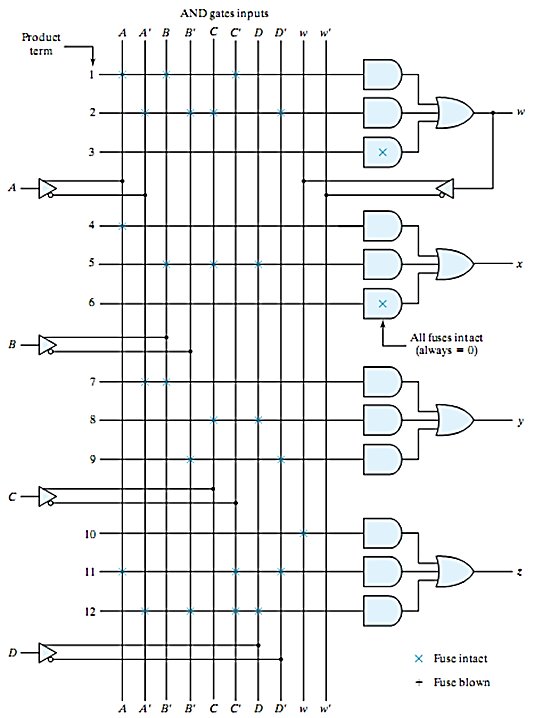 AND gates inputs
Product
term
A A' B B' C C' D D' w w'
1
2
w
3
A
4
5
x
6
All fuses intact
(always = 0)
B
7
8
y
9
C
10
11
z
12
D
× Fuse intact
+ Fuse blown
A A' B B' C C' D D' w w'